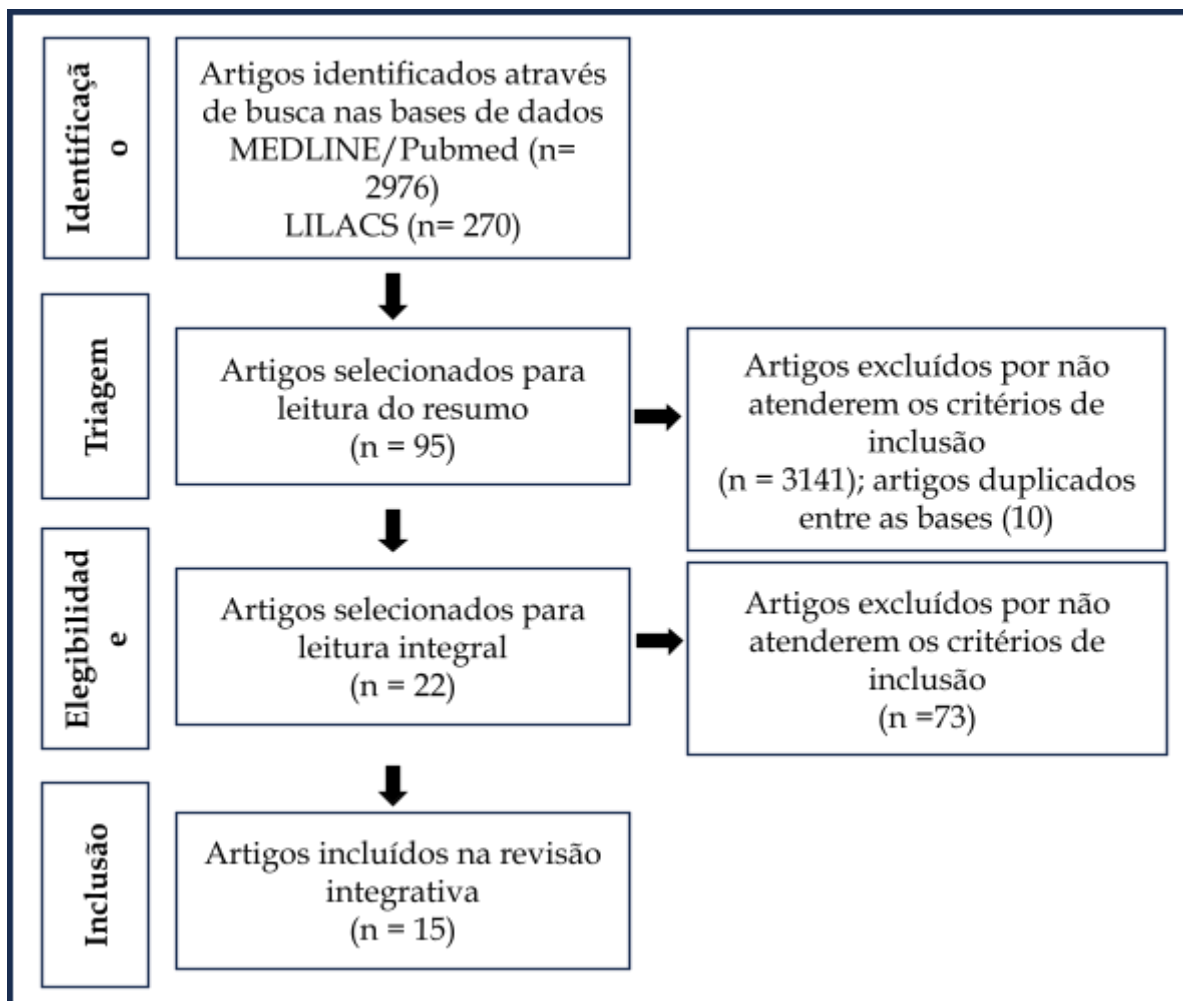 Identificaçã
o
Artigos identificados através
de busca nas bases de dados
MEDLINE/Pubmed (n=
2976)
LILACS (n= 270)
Triagem
Artigos selecionados para
leitura do resumo
(n = 95)
Artigos excluídos por não
atenderem os critérios de
inclusão
(n = 3141); artigos duplicados
entre as bases (10)
Elegibilidad
e
Artigos selecionados para
leitura integral
(n = 22)
Artigos excluídos por não
atenderem os critérios de
inclusão
(n =73)
Inclusão
Artigos incluídos na revisão
integrativa
(n = 15)